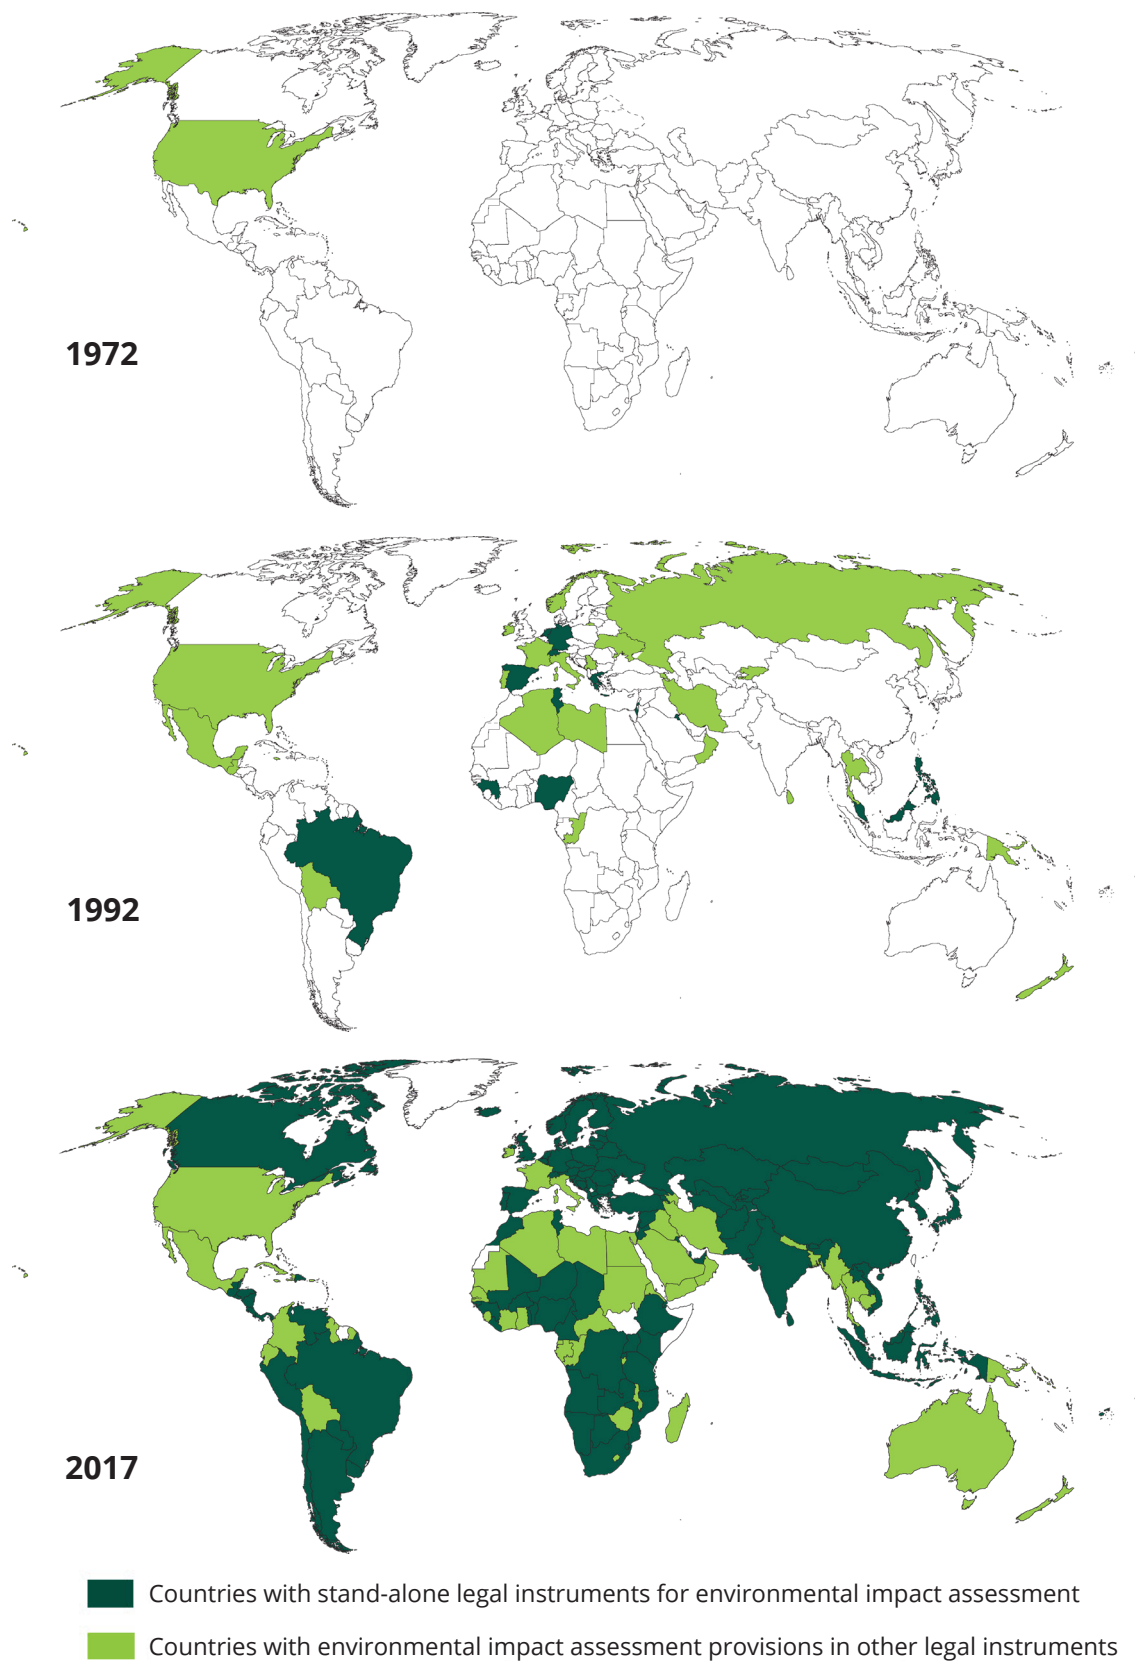 1972
1992
2017
Countries with stand-alone legal instruments for environmental impact assessment
Countries with environmental impact assessment provisions in other legal instruments